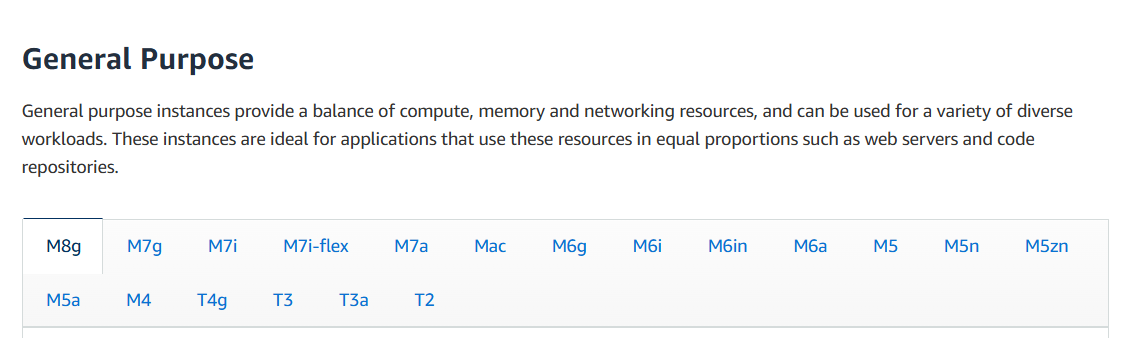 General Purpose
General purpose instances provide a balance of compute, memory and networking resources, and can be used for a variety of diverse
workloads. These instances are ideal for applications that use these resources in equal proportions such as web servers and code
repositories.
M8g M7g M7i M7i-flex M7a Mac M6g M6i M6in M6a M5 M5n M5zn
M5a M4 T4g T3 T3a T2